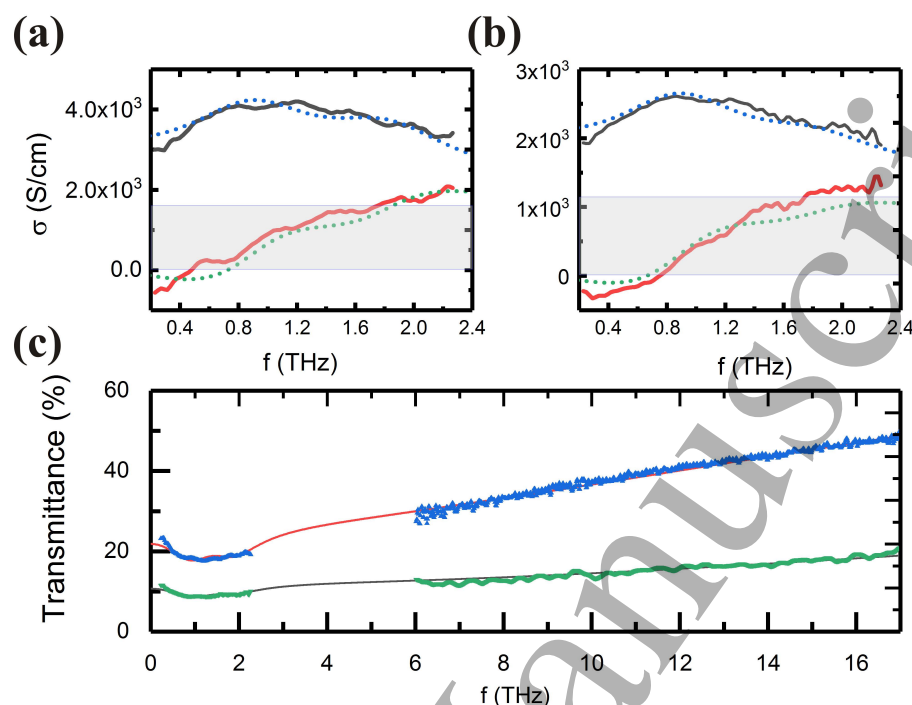 (a)
(b)
σ (S/cm)
4.0x10³
2.0x10³
0.0
0.4 0.8 1.2 1.6 2.0 2.4
f (THz)
3x10³
2x10³
1x10³
0
0.4 0.8 1.2 1.6 2.0 2.4
f (THz)
(c)
Transmittance (%)
60
40
20
0
0 2 4 6 8 10 12 14 16
f (THz)
anuscri